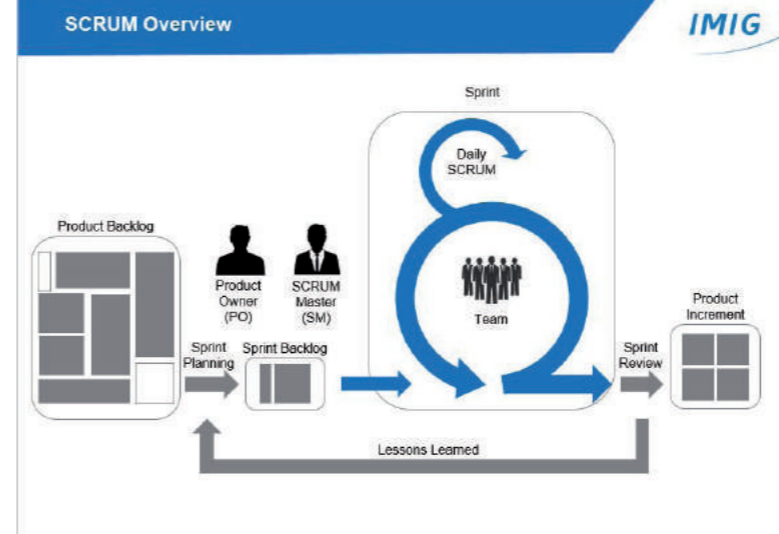 SCRUM Overview
IMIG
Sprint
Daily
SCRUM
Product Backlog
Product
Owner
(PO)
SCRUM
Master
(SM)
Team
Product
Increment
Sprint
Planning
Sprint Backlog
Sprint
Review
Lessons Learned